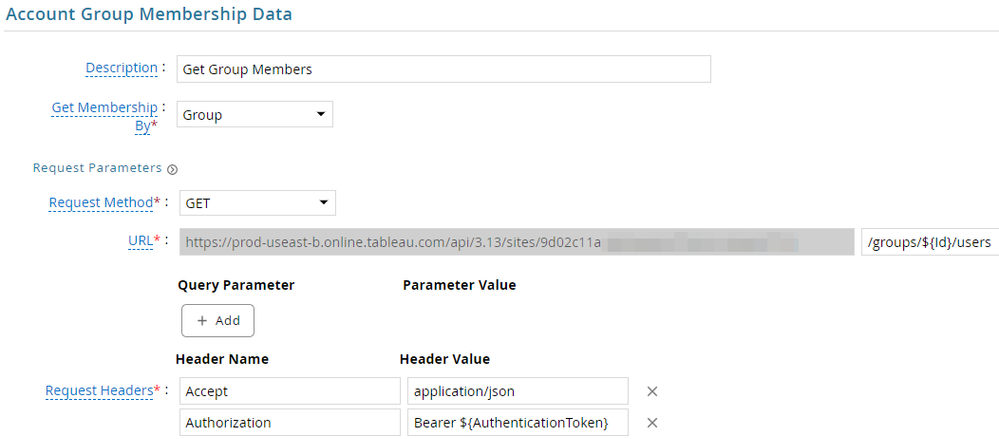 Account Group Membership Data
Description : Get Group Members
Get Membership : Group
By*
Request Parameters
Request Method* : GET
URL* : https://prod-useast-b.online.tableau.com/api/3.13/sites/9d02c11a /groups/${Id}/users
Query Parameter Parameter Value
+ Add
Header Name Header Value
Request Headers* : Accept application/json ×
Authorization Bearer ${AuthenticationToken} ×